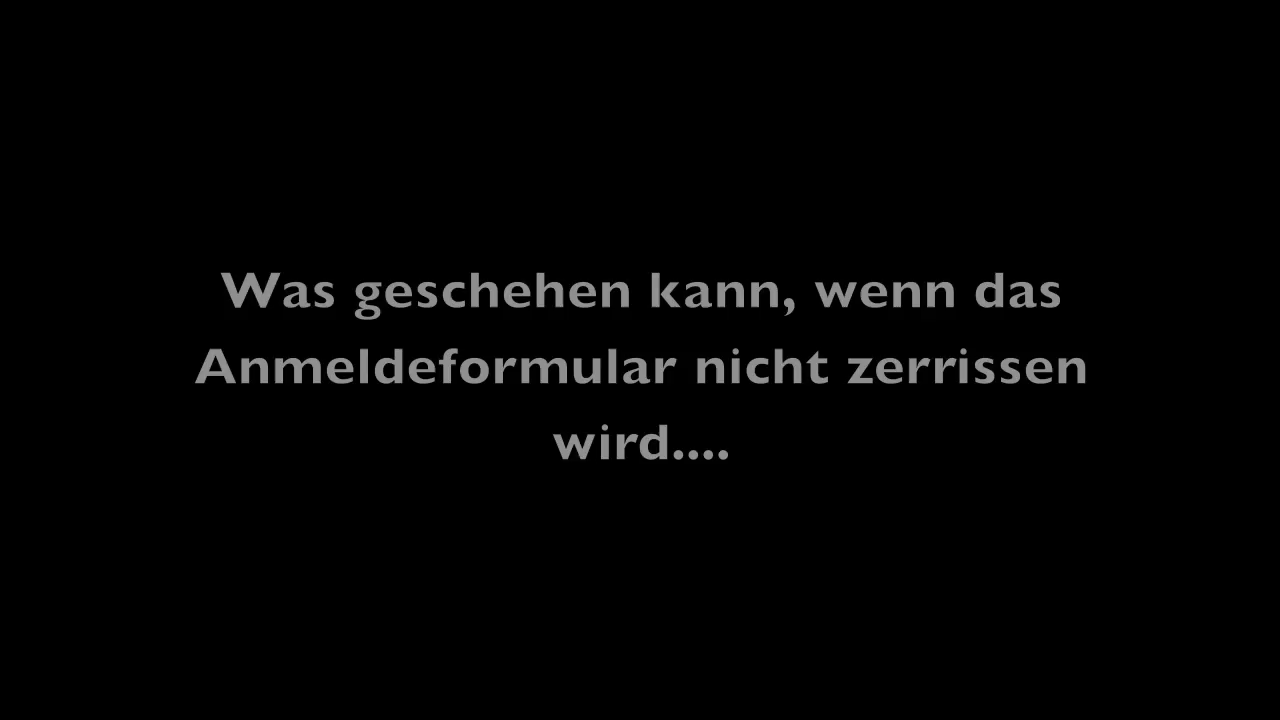 Was geschehen kann, wenn das
Anmeldeformular nicht zerrissen
wird....